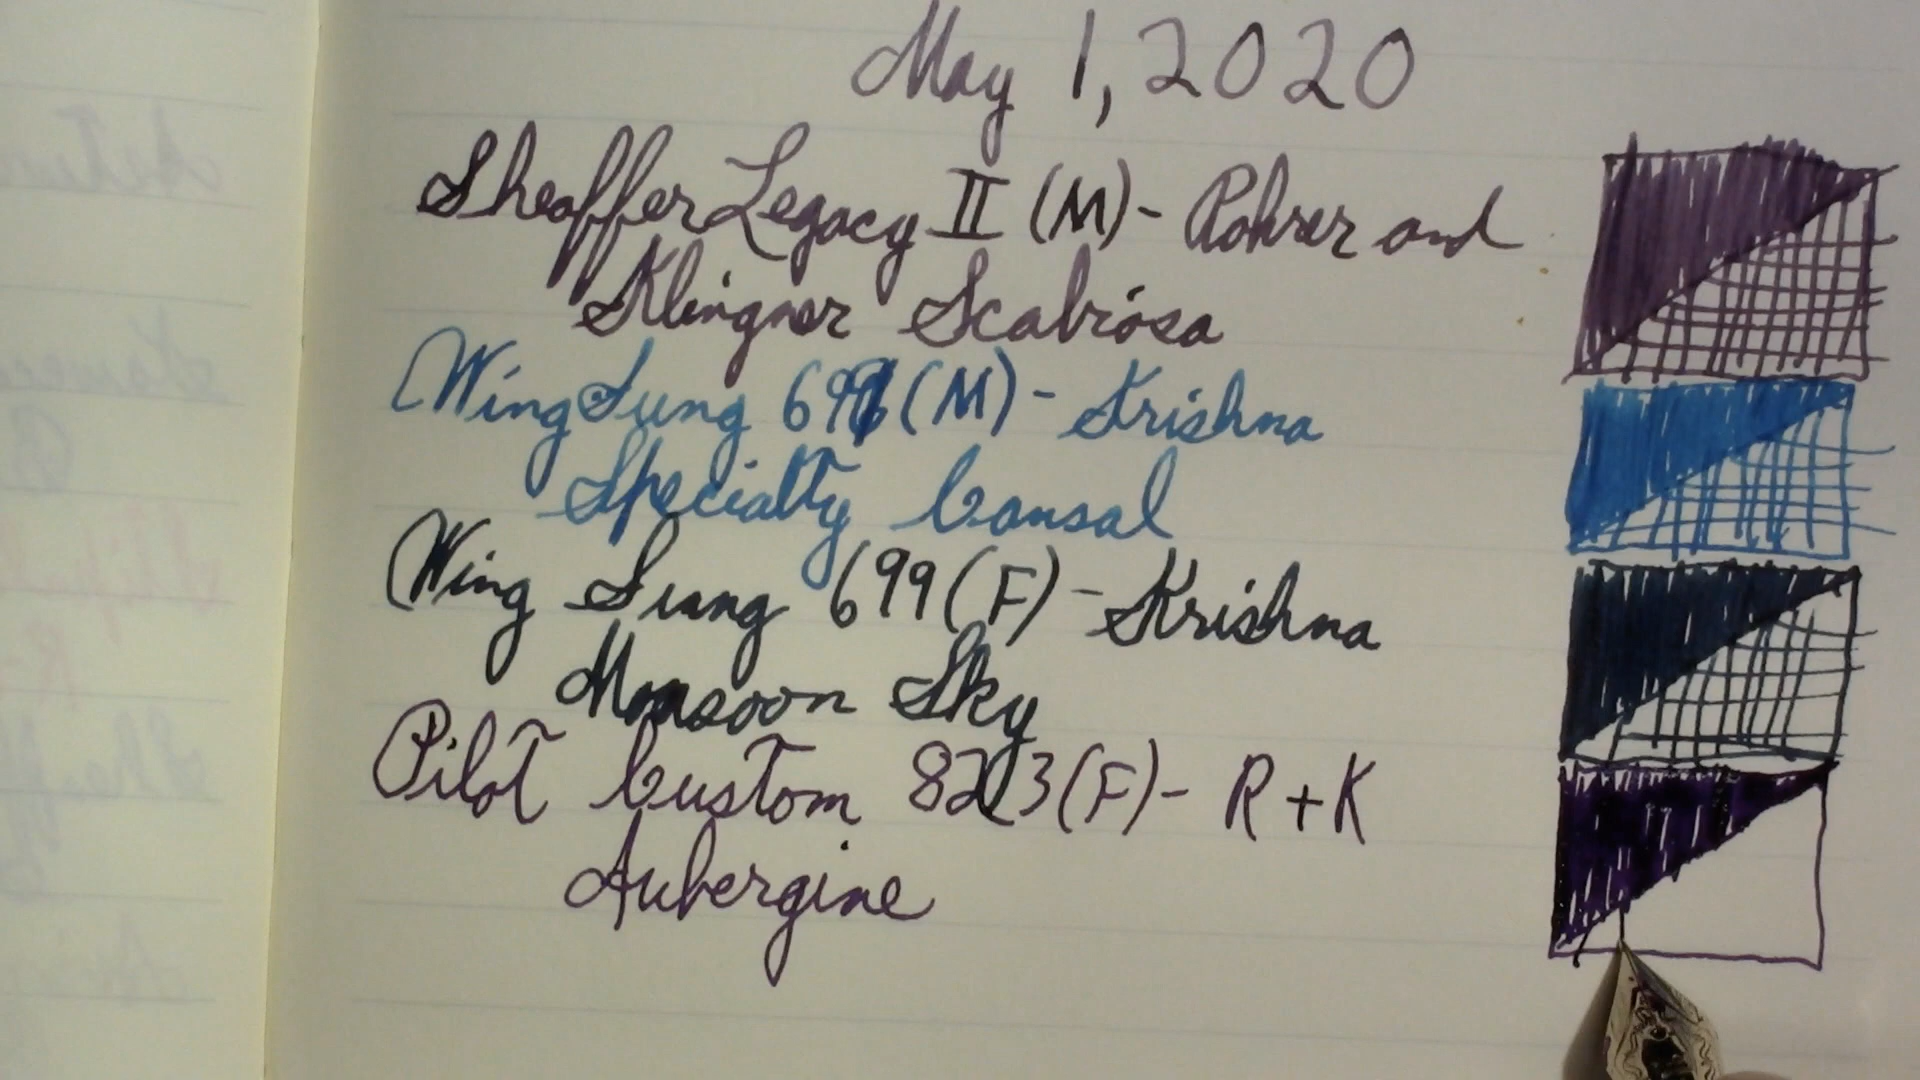 May 1, 2020
Sheaffer Legacy II (M) - Rohrer and
Klingner Scabiosa
Wing Sung 698 (M) - Krishna
Specialty Consal
Wing Sung 699 (F) - Krishna
Monsoon Sky
Pilot Custom 823 (F) - R + K
Aubergine